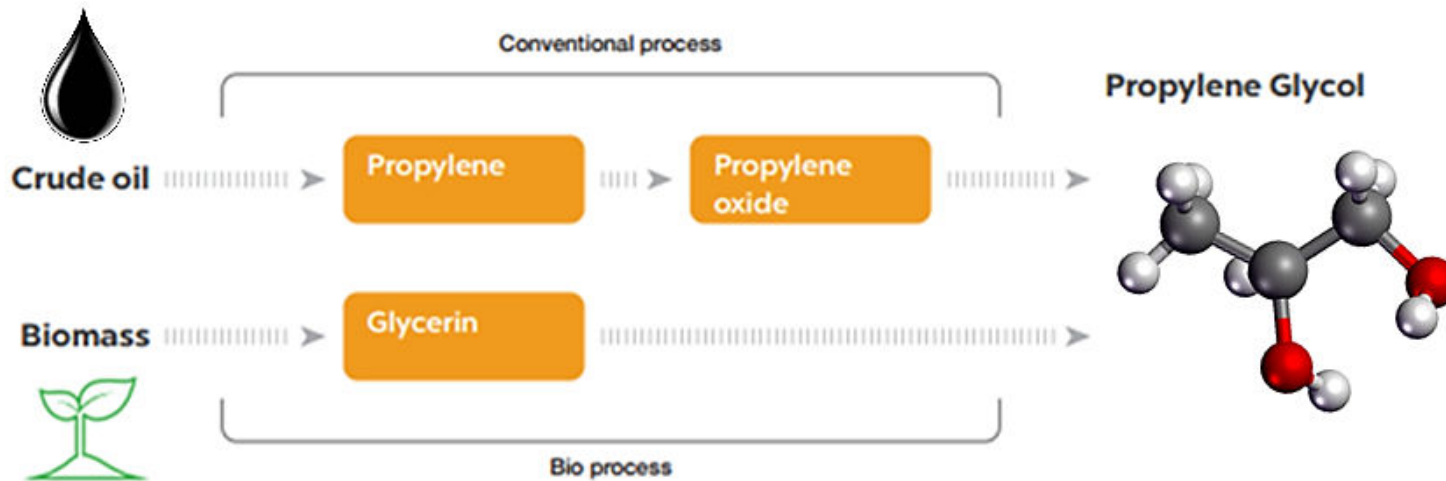 Conventional process
Propylene Glycol
Crude oil
Propylene
Propylene
oxide
Biomass
Glycerin
Bio process